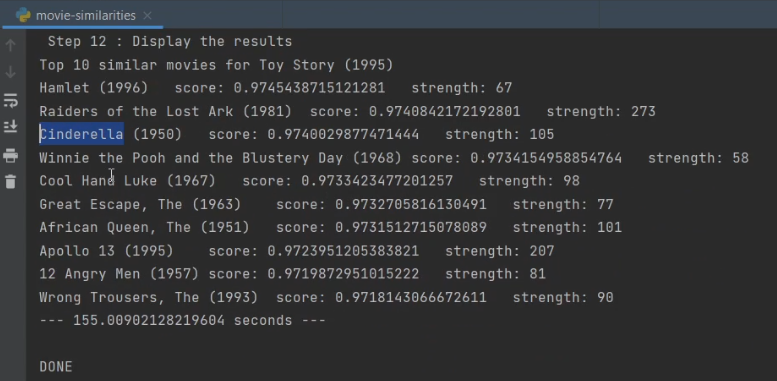 movie-similarities
Step 12 : Display the results
Top 10 similar movies for Toy Story (1995)
Hamlet (1996) score: 0.9745438715121281 strength: 67
Raiders of the Lost Ark (1981) score: 0.9740842172192801 strength: 273
Cinderella (1950) score: 0.9740029877471444 strength: 105
Winnie the Pooh and the Blustery Day (1968) score: 0.9734154958854764 strength: 58
Cool Hand Luke (1967) score: 0.9733423477201257 strength: 98
Great Escape, The (1963) score: 0.9732705816130491 strength: 77
African Queen, The (1951) score: 0.9731512715078089 strength: 101
Apollo 13 (1995) score: 0.9723951205383821 strength: 207
12 Angry Men (1957) score: 0.9719872951015222 strength: 81
Wrong Trousers, The (1993) score: 0.9718143066672611 strength: 90
--- 155.00902128219604 seconds ---
DONE